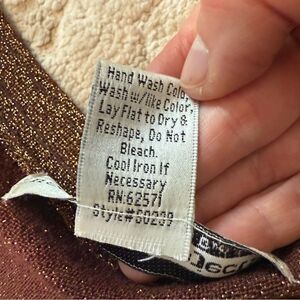 Hand Wash Cold,
Wash w/like Color,
Lay Flat to Dry &
Reshape, Do Not
Bleach.
Cool Iron If
Necessary
RN:62571
Style#60239